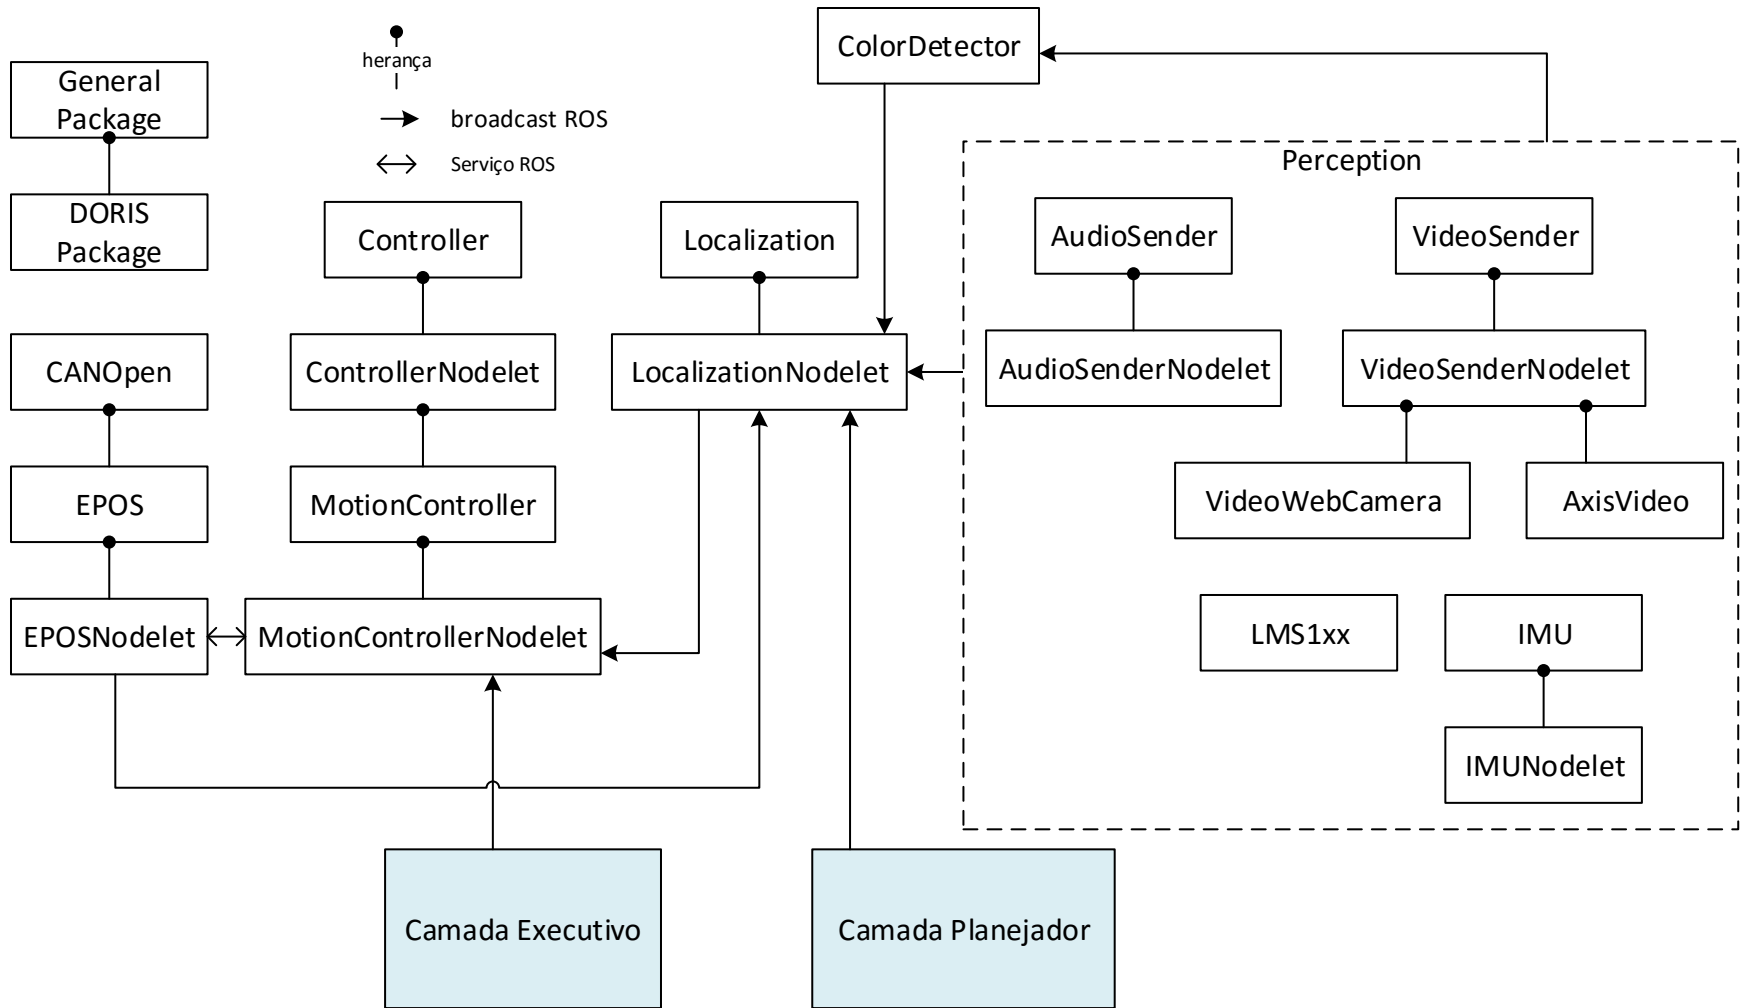 ColorDetector
General
Package
herança
broadcast ROS
Serviço ROS
Perception
DORIS
Package
Controller
Localization
AudioSender
VideoSender
CANOpen
ControllerNodelet
LocalizationNodelet
AudioSenderNodelet
VideoSenderNodelet
EPOS
MotionController
VideoWebCamera
AxisVideo
EPOSNodelet
MotionControllerNodelet
LMS1xx
IMU
IMUNodelet
Camada Executivo
Camada Planejador